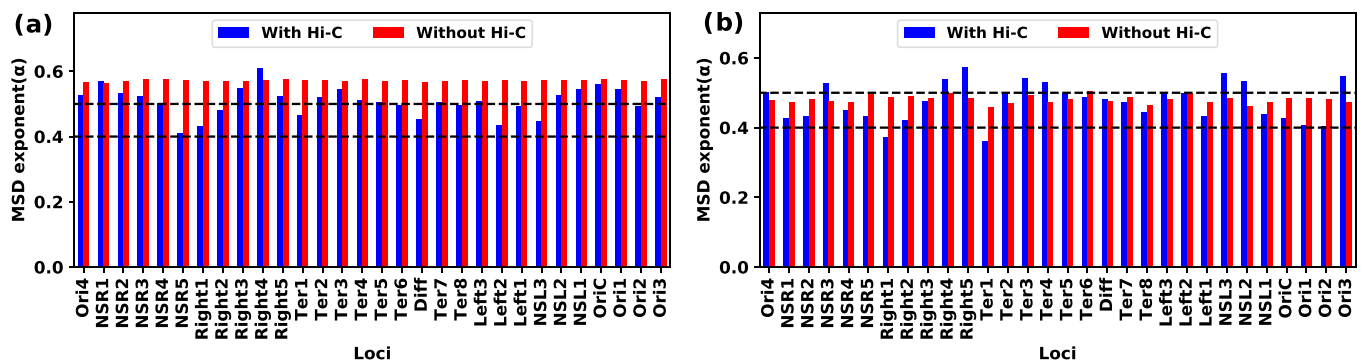 (a)
With Hi-C
Without Hi-C
MSD exponent(α)
0.6
0.4
0.2
0.0
Ori4
NSR1
NSR2
NSR3
NSR4
NSR5
Right1
Right2
Right3
Right4
Right5
Ter1
Ter2
Ter3
Ter4
Ter5
Ter6
Diff
Ter7
Ter8
Left3
Left2
Left1
NSL3
NSL2
NSL1
OriC
Ori1
Ori2
Ori3
Loci
(b)
With Hi-C
Without Hi-C
MSD exponent(α)
0.6
0.4
0.2
0.0
Ori4
NSR1
NSR2
NSR3
NSR4
NSR5
Right1
Right2
Right3
Right4
Right5
Ter1
Ter2
Ter3
Ter4
Ter5
Ter6
Diff
Ter7
Ter8
Left3
Left2
Left1
NSL3
NSL2
NSL1
OriC
Ori1
Ori2
Ori3
Loci